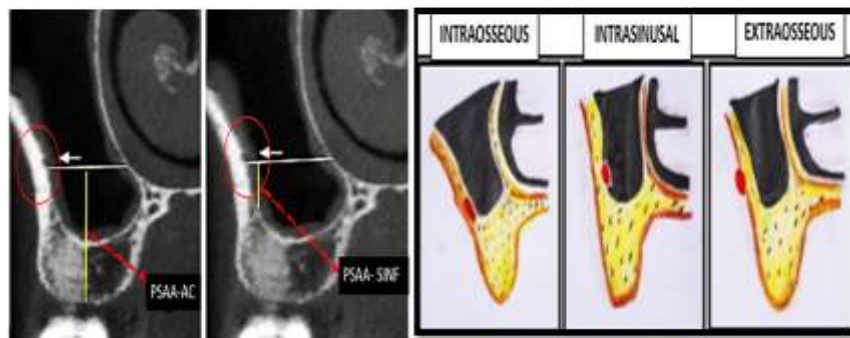 PSAA-AC
PSAA- SINF
INTRAOSSEOUS
INTRASINUSAL
EXTRAOSSEOUS